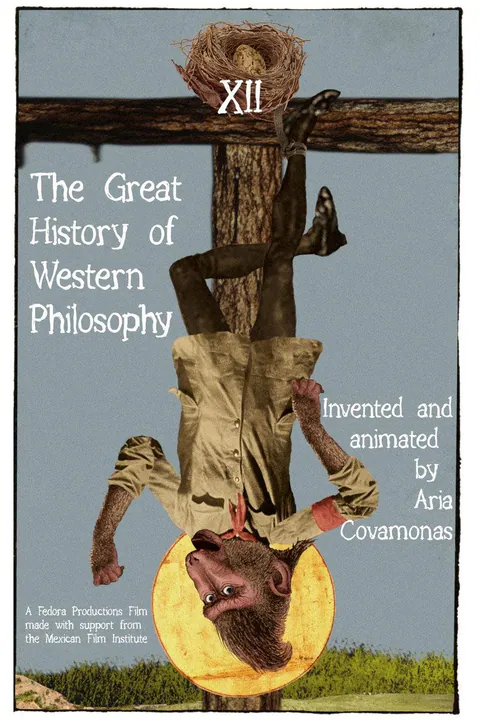 XII
The Great
History of
Western
Philosophy
Invented and
animated
by
Aria
Covamonas
A Fedora Productions Film
made with support from
the Mexican Film Institute